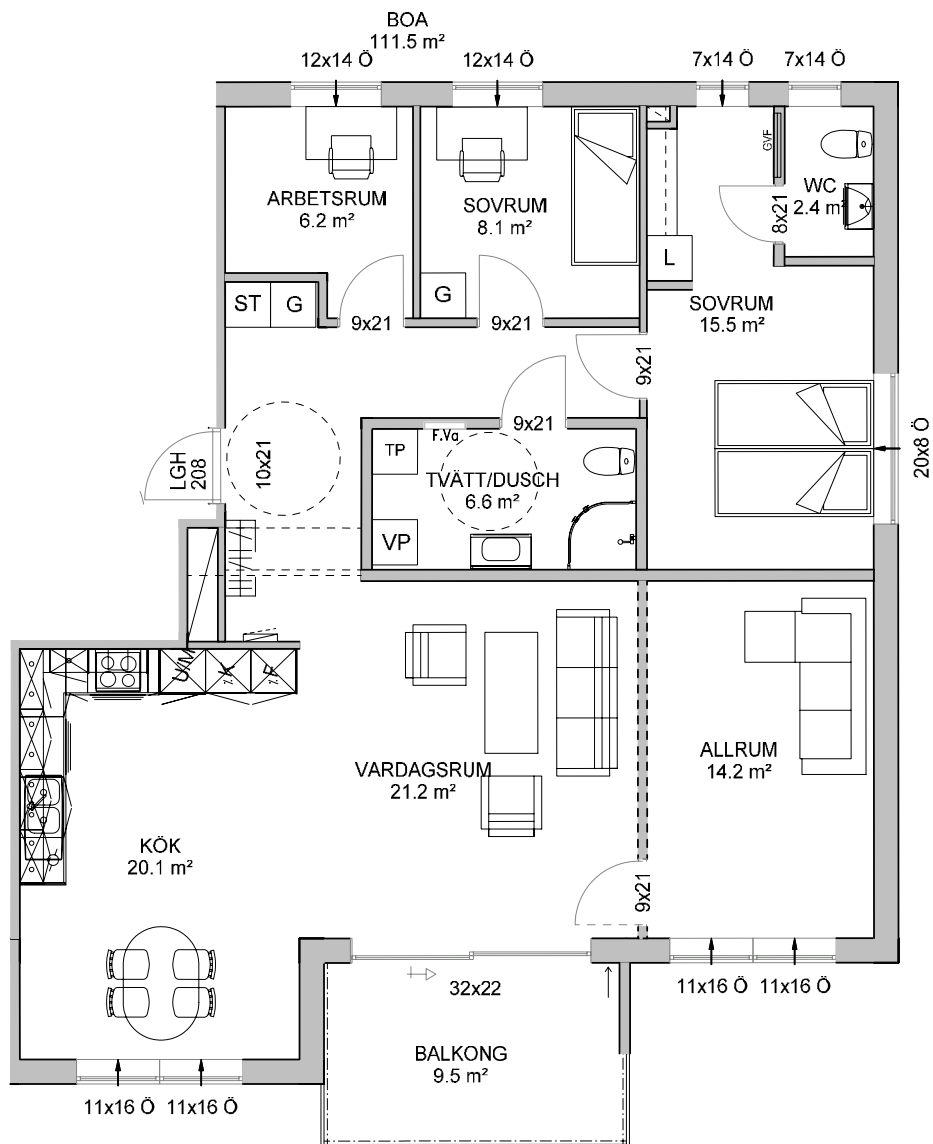 BOA
111.5 m²
12x14 Ö
12x14 Ö
7x14 Ö
7x14 Ö
ARBETSRUM
6.2 m²
SOVRUM
8.1 m²
GVF
WC
2.4 m²
8x21
L
ST
G
G
SOVRUM
15.5 m²
9x21
9x21
9x21
9x21
F.Va
TP
TVÄTT/DUSCH
6.6 m²
VP
LGH
208
10x21
20x8 Ö
U/M
K
F
VARDAGSRUM
21.2 m²
ALLRUM
14.2 m²
KÖK
20.1 m²
9x21
32x22
11x16 Ö
11x16 Ö
BALKONG
9.5 m²
11x16 Ö
11x16 Ö